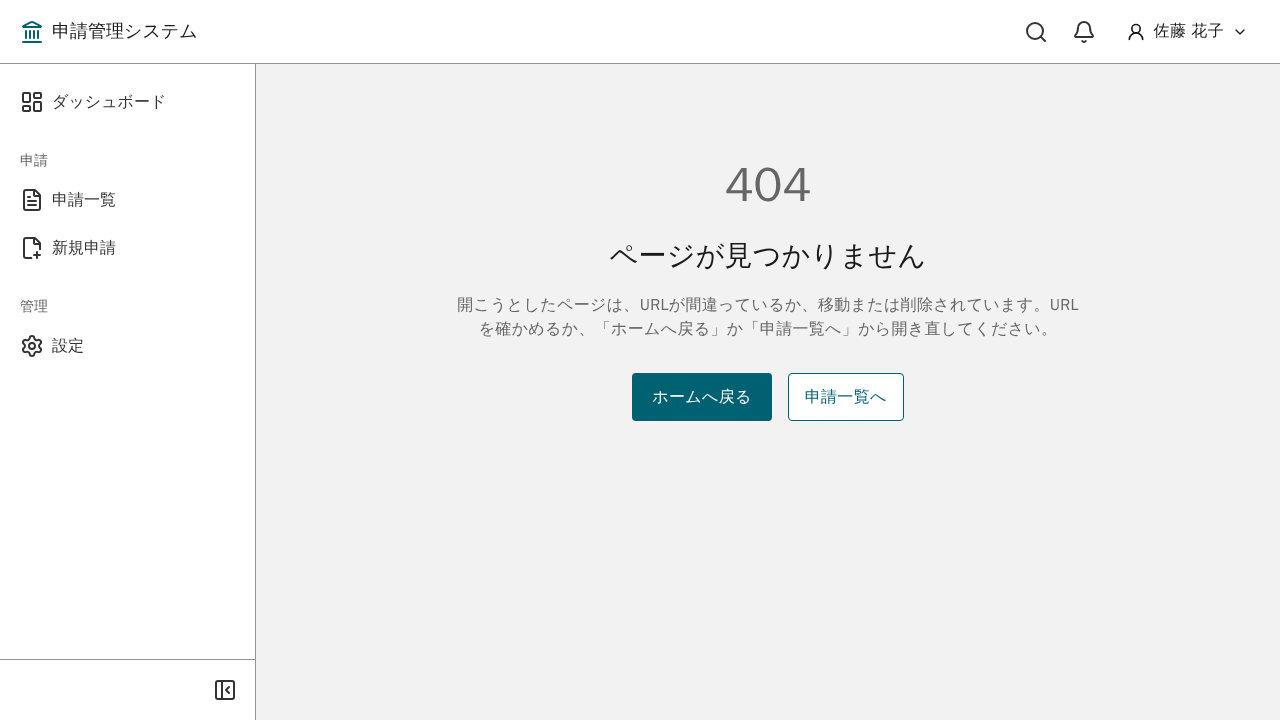 申請管理システム
佐藤 花子
ダッシュボード
申請
申請一覧
新規申請
管理
設定
404
ページが見つかりません
開こうとしたページは、URLが間違っているか、移動または削除されています。URL
を確かめるか、「ホームへ戻る」か「申請一覧へ」から開き直してください。
ホームへ戻る
申請一覧へ